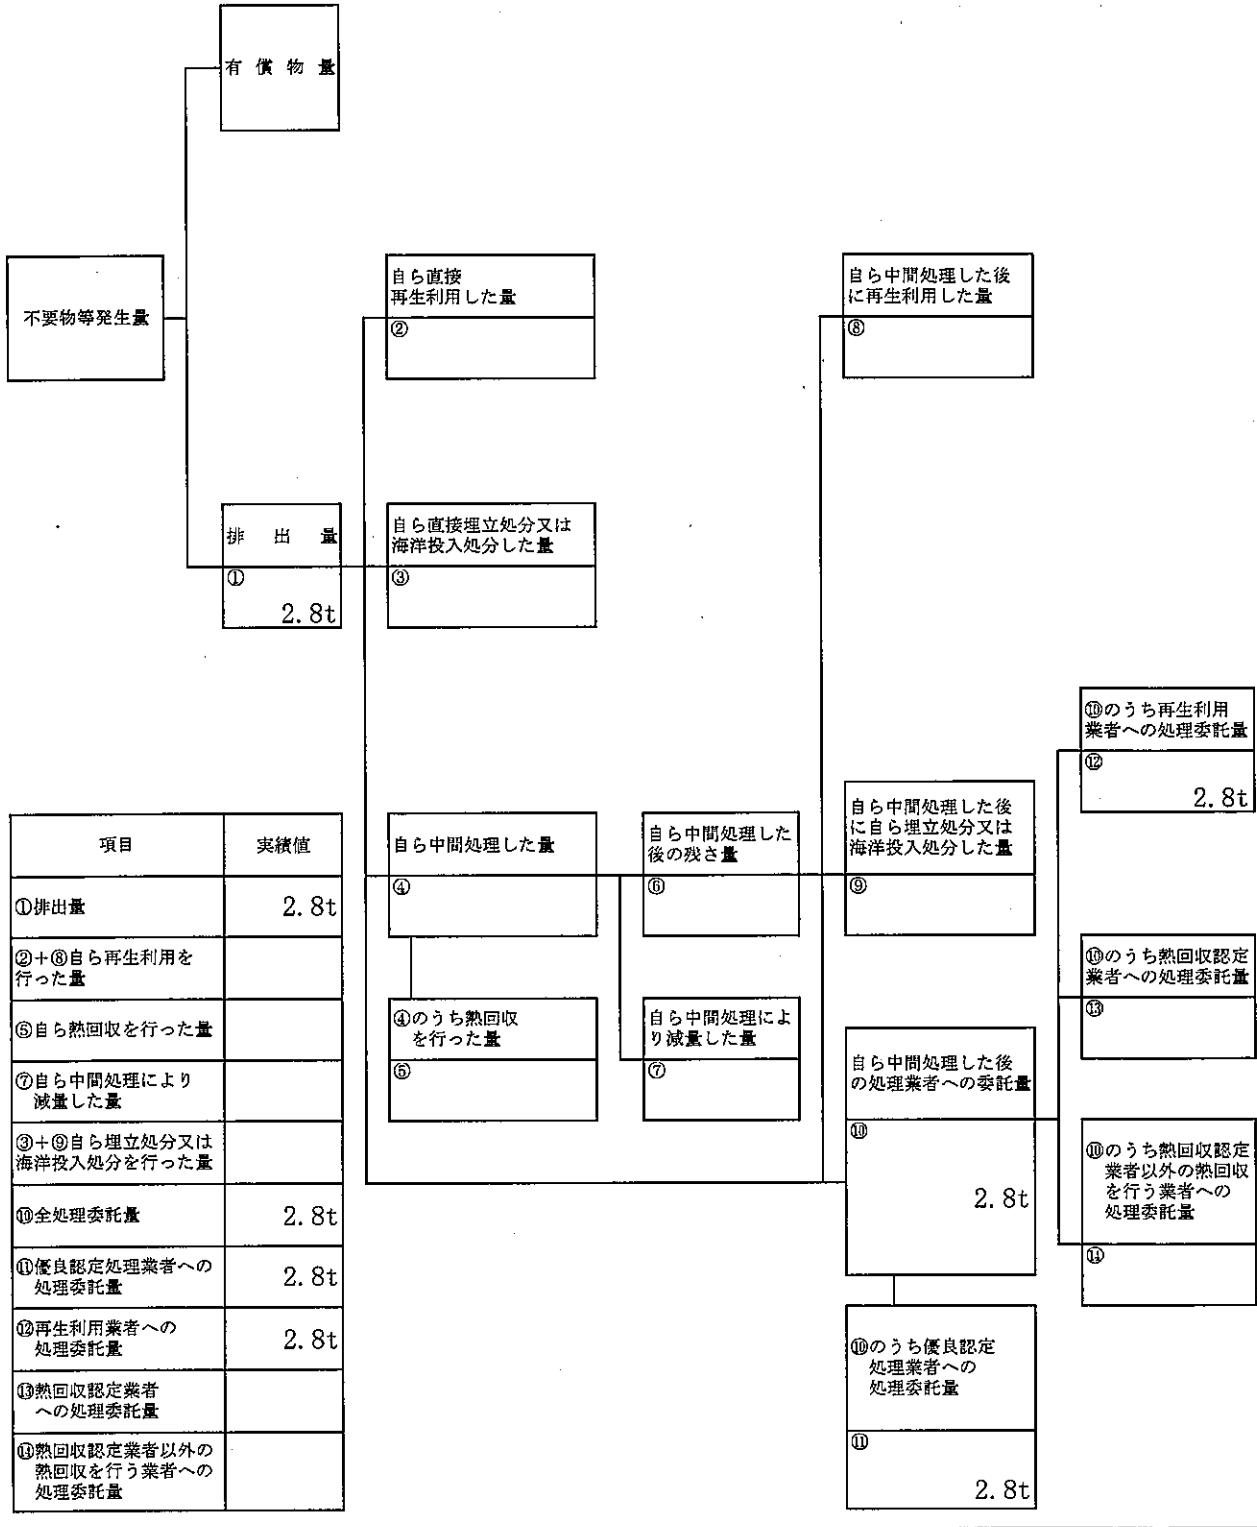 有償物量
不要物等発生量
自ら直接
再生利用した量
②
自ら中間処理した後
に再生利用した量
⑧
排出量
①
2.8t
自ら直接埋立処分又は
海洋投入処分した量
③
⑩のうち再生利用
業者への処理委託量
⑫
2.8t
自ら中間処理した量
④
自ら中間処理した
後の残さ量
⑥
自ら中間処理した後
に自ら埋立処分又は
海洋投入処分した量
⑨
⑩のうち熱回収認定
業者への処理委託量
⑬
④のうち熱回収
を行った量
⑤
自ら中間処理によ
り減量した量
⑦
自ら中間処理した後
の処理業者への委託量
⑩
2.8t
⑩のうち熱回収認定
業者以外の熱回収
を行う業者への
処理委託量
⑭
⑩のうち優良認定
処理業者への
処理委託量
⑪
2.8t
項目 実績値
①排出量 2.8t
②+⑧自ら再生利用を
行った量
⑤自ら熱回収を行った量
⑦自ら中間処理により
減量した量
③+⑨自ら埋立処分又は
海洋投入処分を行った量
⑩全処理委託量 2.8t
⑪優良認定処理業者への
処理委託量 2.8t
⑫再生利用業者への
処理委託量 2.8t
⑬熱回収認定業者
への処理委託量
⑭熱回収認定業者以外の
熱回収を行う業者への
処理委託量